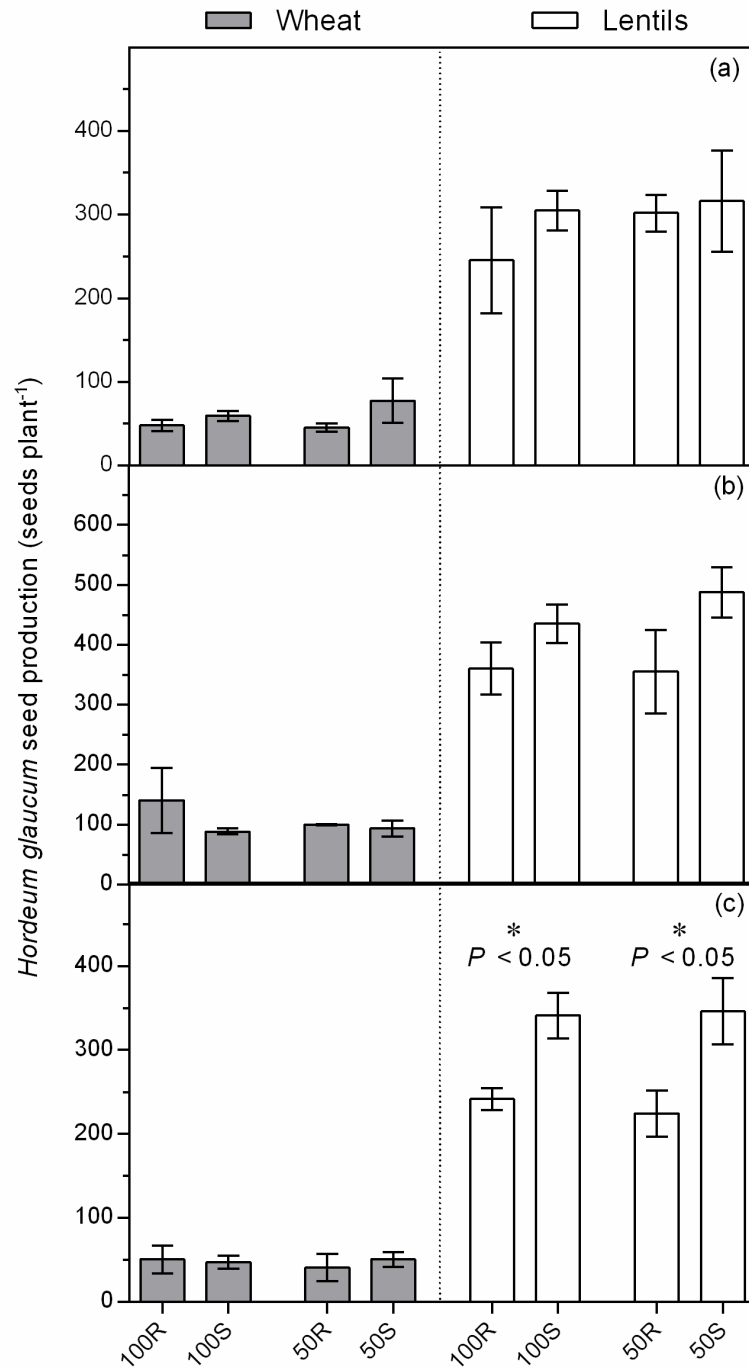 Wheat Lentils
(a)
400
300
200
100
0
(b)
600
500
400
300
200
100
0
(c)
* *
P < 0.05 P < 0.05
400
300
200
100
0
100R 100S 50R 50S 100R 100S 50R 50S
Hordeum glaucum seed production (seeds plant⁻¹)